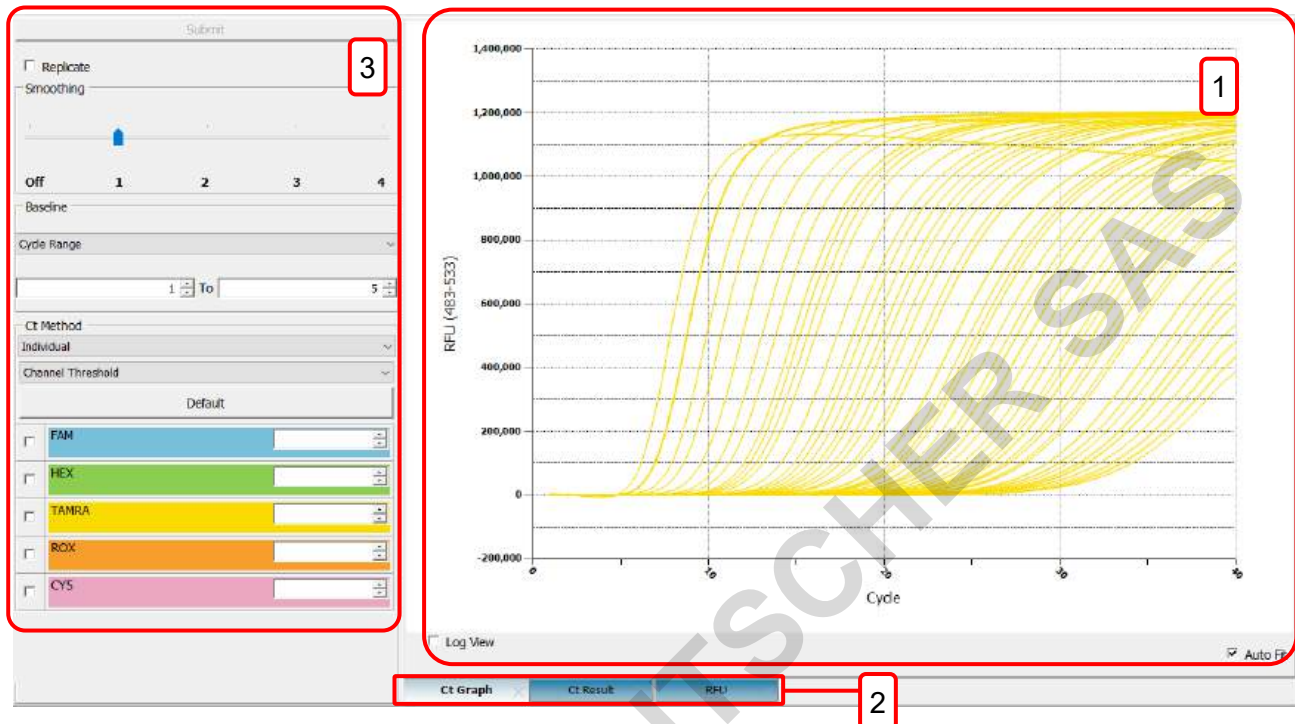 Submit
3
Replicate
Smoothing
Off 1 2 3 4
Baseline
Cycle Range
1 To 5
Ct Method
Individual
Channel Threshold
Default
FAM
HEX
TAMRA
ROX
CY5
1
1,400,000
1,200,000
1,000,000
800,000
600,000
400,000
200,000
0
-200,000
RFU (483-533)
0 10 20 30 40
Cycle
Log View
Auto Fit
Ct Graph Ct Result RFU
2
UTSCHER SAS